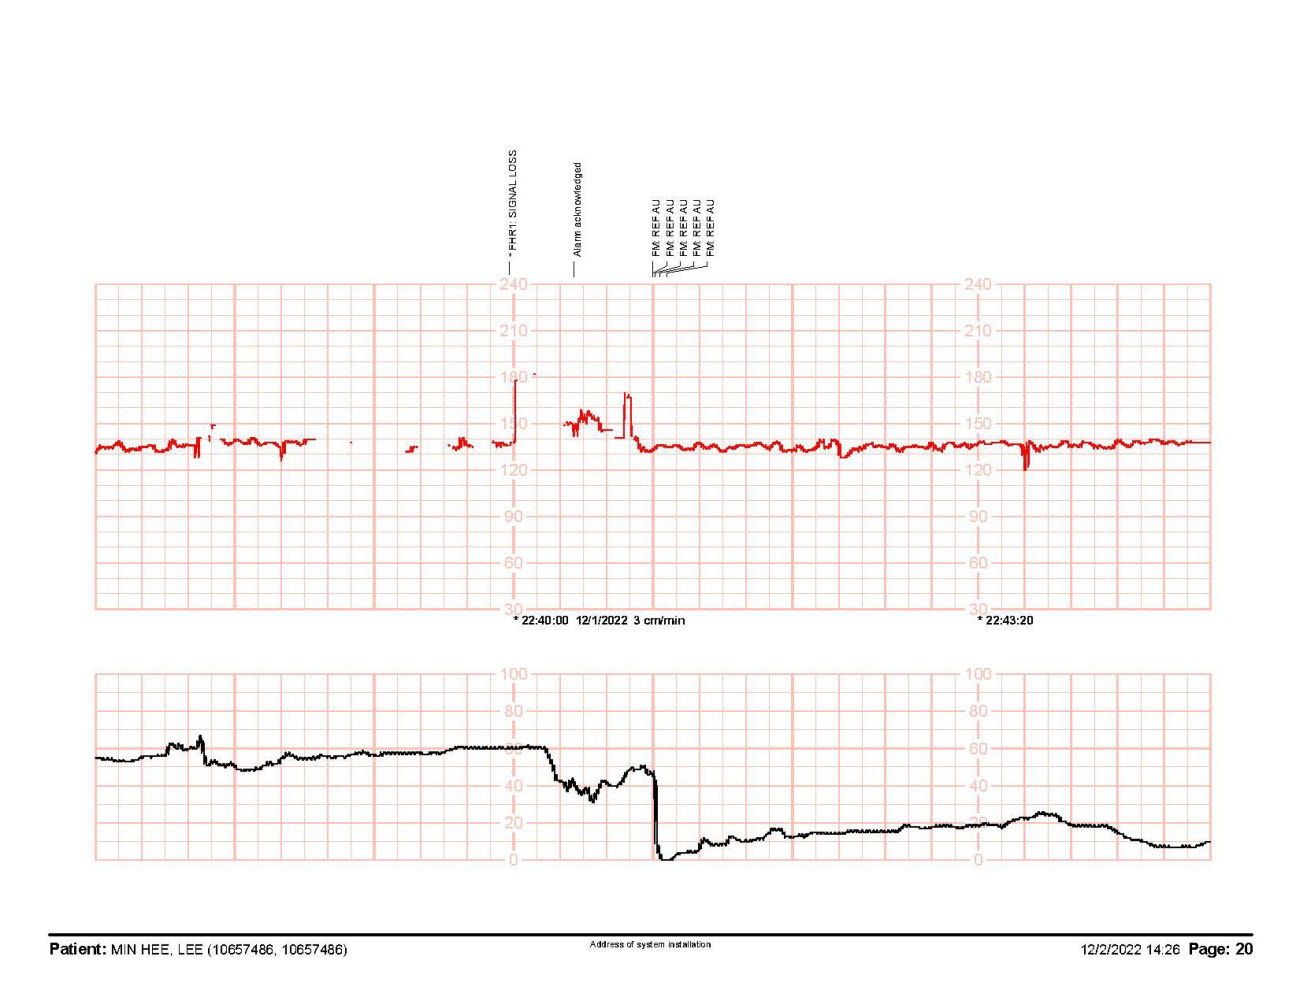 * FHR1: SIGNAL LOSS
Alarm acknowledged
FM: REF AU
FM: REF AU
FM: REF AU
FM: REF AU
FM: REF AU
240 240
210 210
180 180
150 150
120 120
90 90
60 60
30 30
* 22:40:00 12/1/2022 3 cm/min * 22:43:20
100 100
80 80
60 60
40 40
20 20
0 0
Patient: MIN HEE, LEE (10657486, 10657486) Address of system installation 12/2/2022 14:26 Page: 20